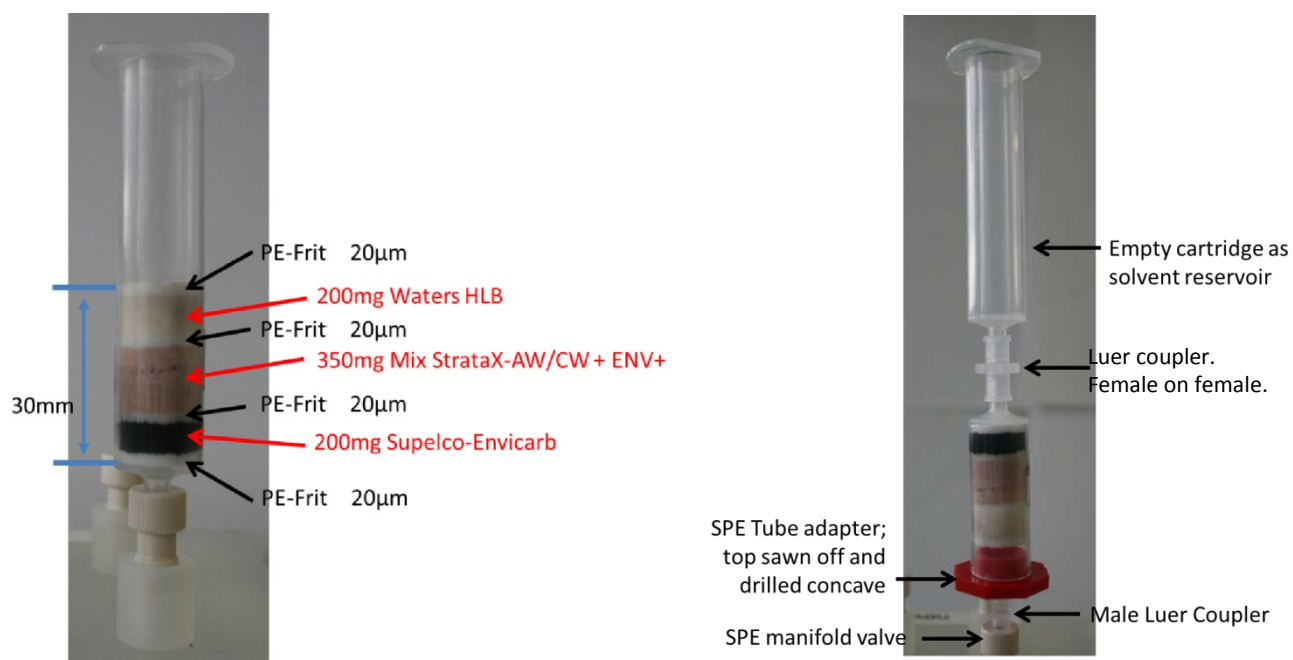 PE-Frit 20µm
200mg Waters HLB
PE-Frit 20µm
350mg Mix StrataX-AW/CW + ENV+
30mm
PE-Frit 20µm
200mg Supelco-Envicarb
PE-Frit 20µm
Empty cartridge as
solvent reservoir
Luer coupler.
Female on female.
SPE Tube adapter;
top sawn off and
drilled concave
Male Luer Coupler
SPE manifold valve